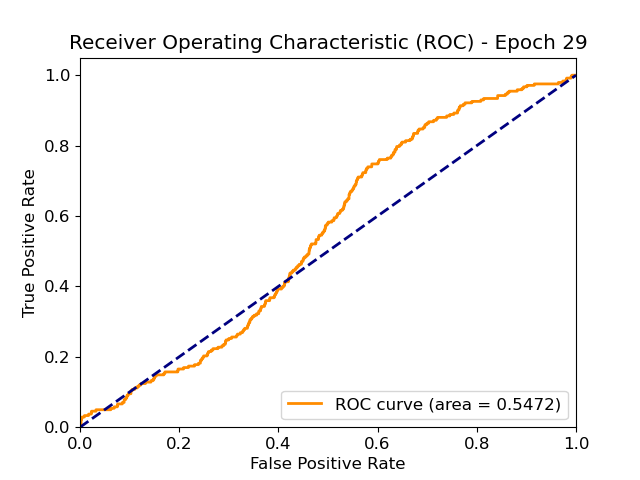 Receiver Operating Characteristic (ROC) - Epoch 29
1.0
0.8
0.6
0.4
0.2
0.0
True Positive Rate
ROC curve (area = 0.5472)
0.0 0.2 0.4 0.6 0.8 1.0
False Positive Rate